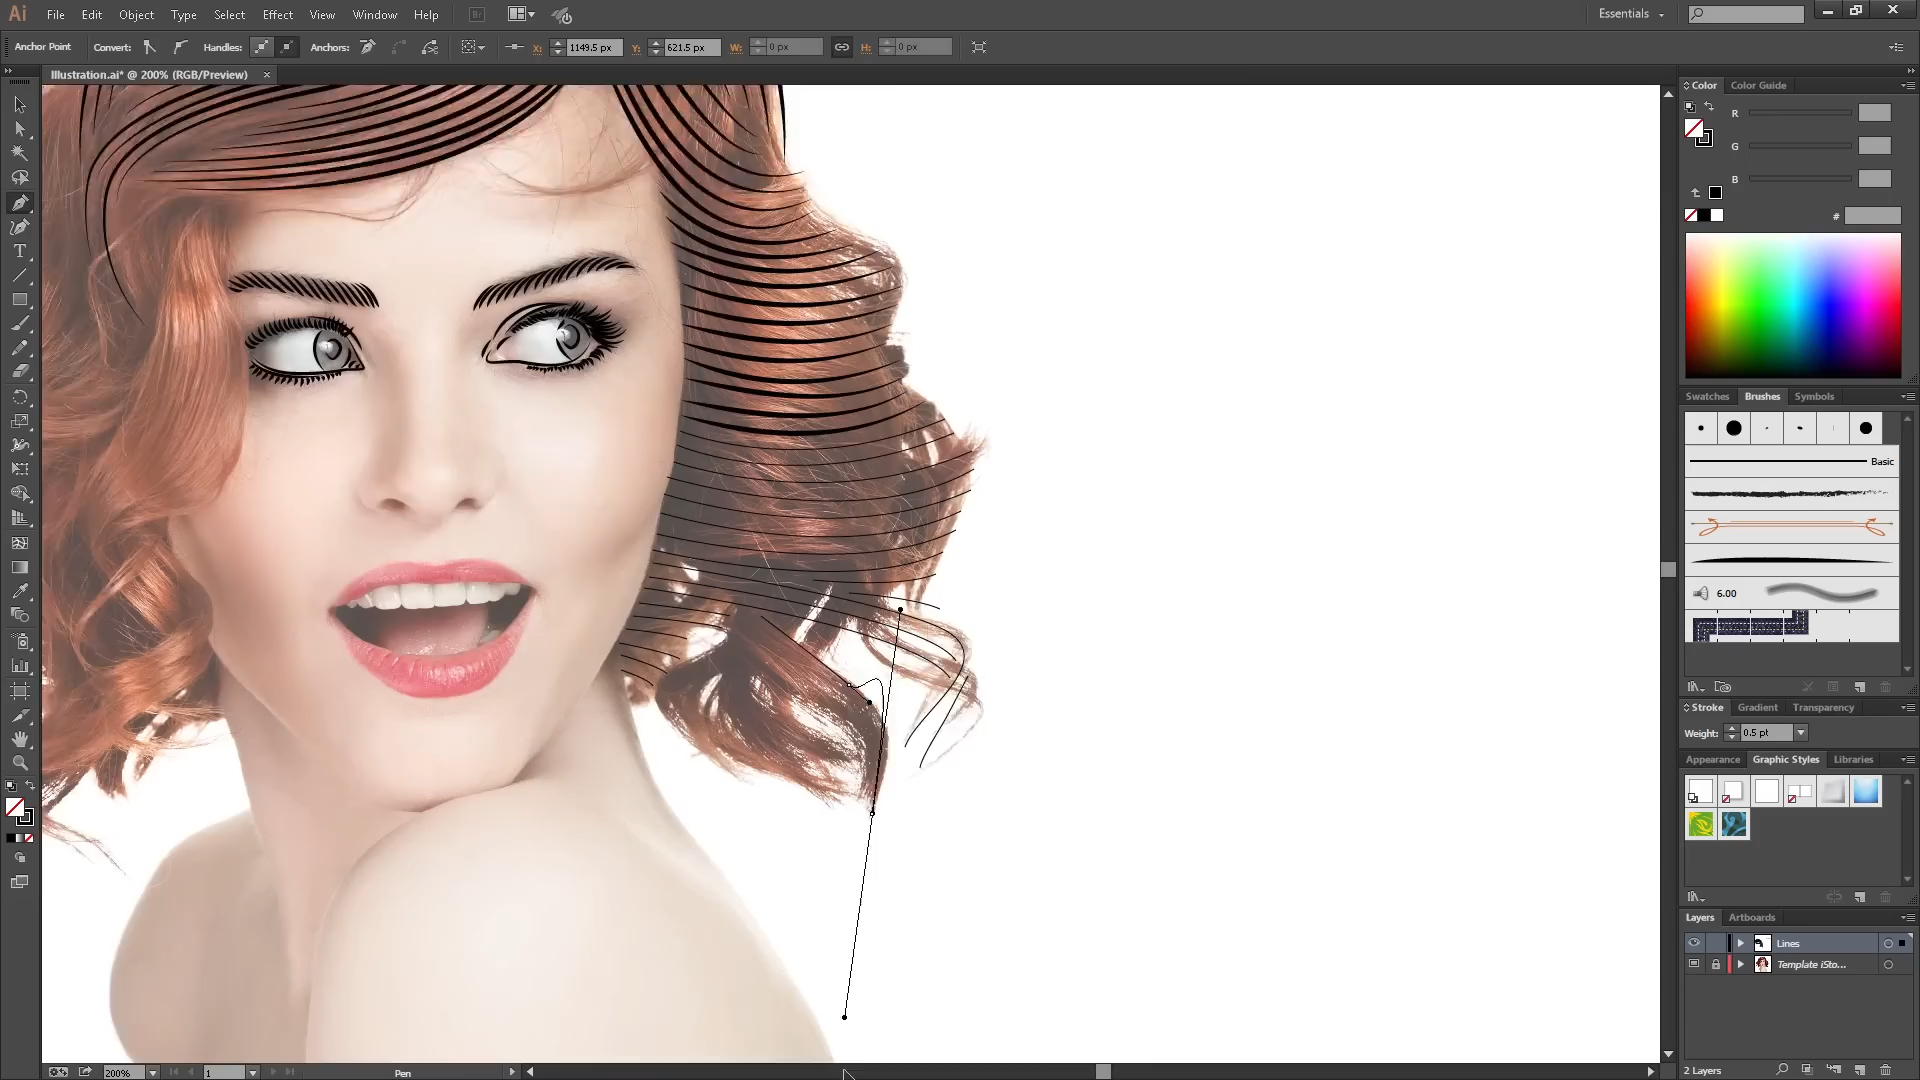 Ai File Edit Object Type Select Effect View Window Help Br Essentials
Anchor Point Convert: Handles: Anchors: X: 1149.5 px Y: 621.5 px W: 0 px H: 0 px
Illustration.ai* @ 200% (RGB/Preview) ×
Color Color Guide
R
G
B
#
Swatches Brushes Symbols
Basic
6.00
Stroke Gradient Transparency
Weight: 0.5 pt
Appearance Graphic Styles Libraries
Layers Artboards
Lines
Template iSto...
2 Layers
200% 1 Pen